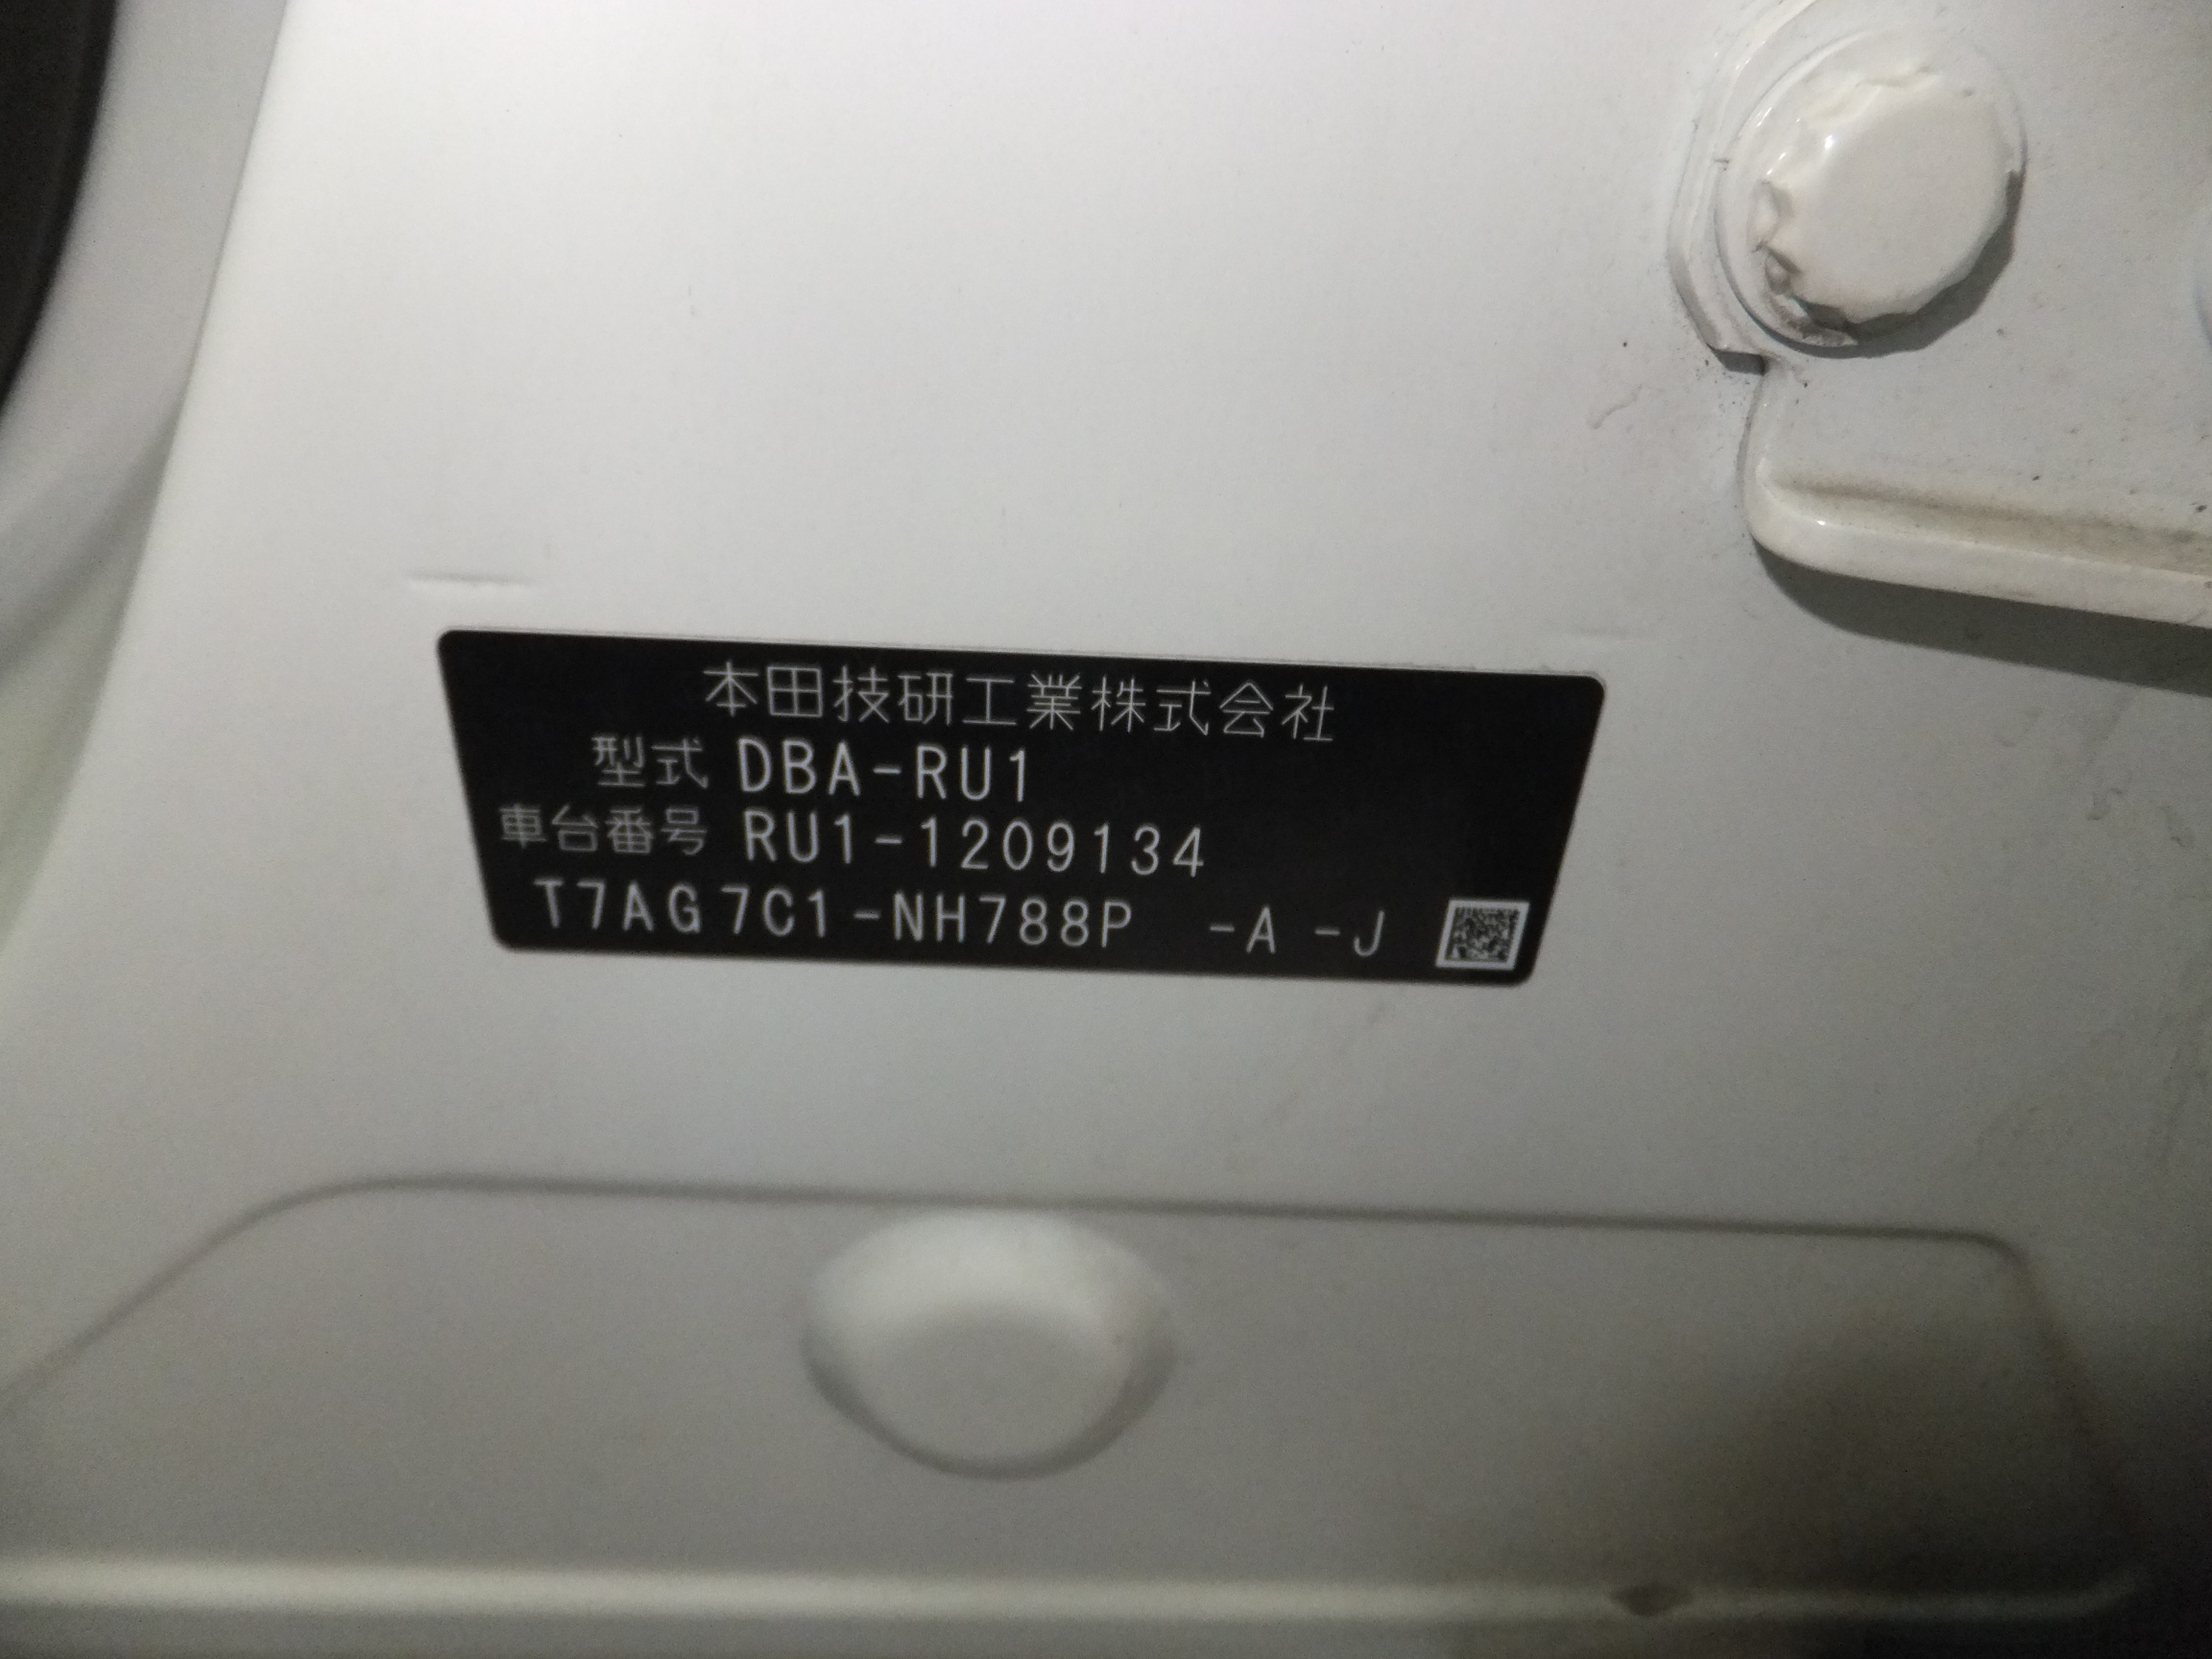 本田技研工業株式会社
型式 DBA-RU1
車台番号 RU1-1209134
T7AG7C1-NH788P -A -J